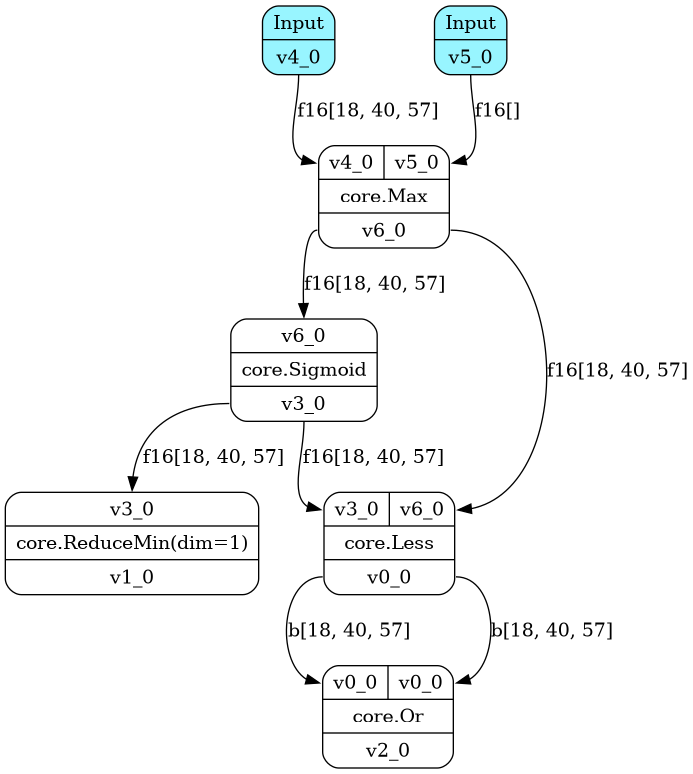 Input
v4_0
Input
v5_0
f16[18, 40, 57]
f16[]
v4_0 v5_0
core.Max
v6_0
f16[18, 40, 57]
v6_0
core.Sigmoid
v3_0
f16[18, 40, 57]
f16[18, 40, 57]
f16[18, 40, 57]
v3_0
core.ReduceMin(dim=1)
v1_0
v3_0 v6_0
core.Less
v0_0
b[18, 40, 57]
b[18, 40, 57]
v0_0 v0_0
core.Or
v2_0